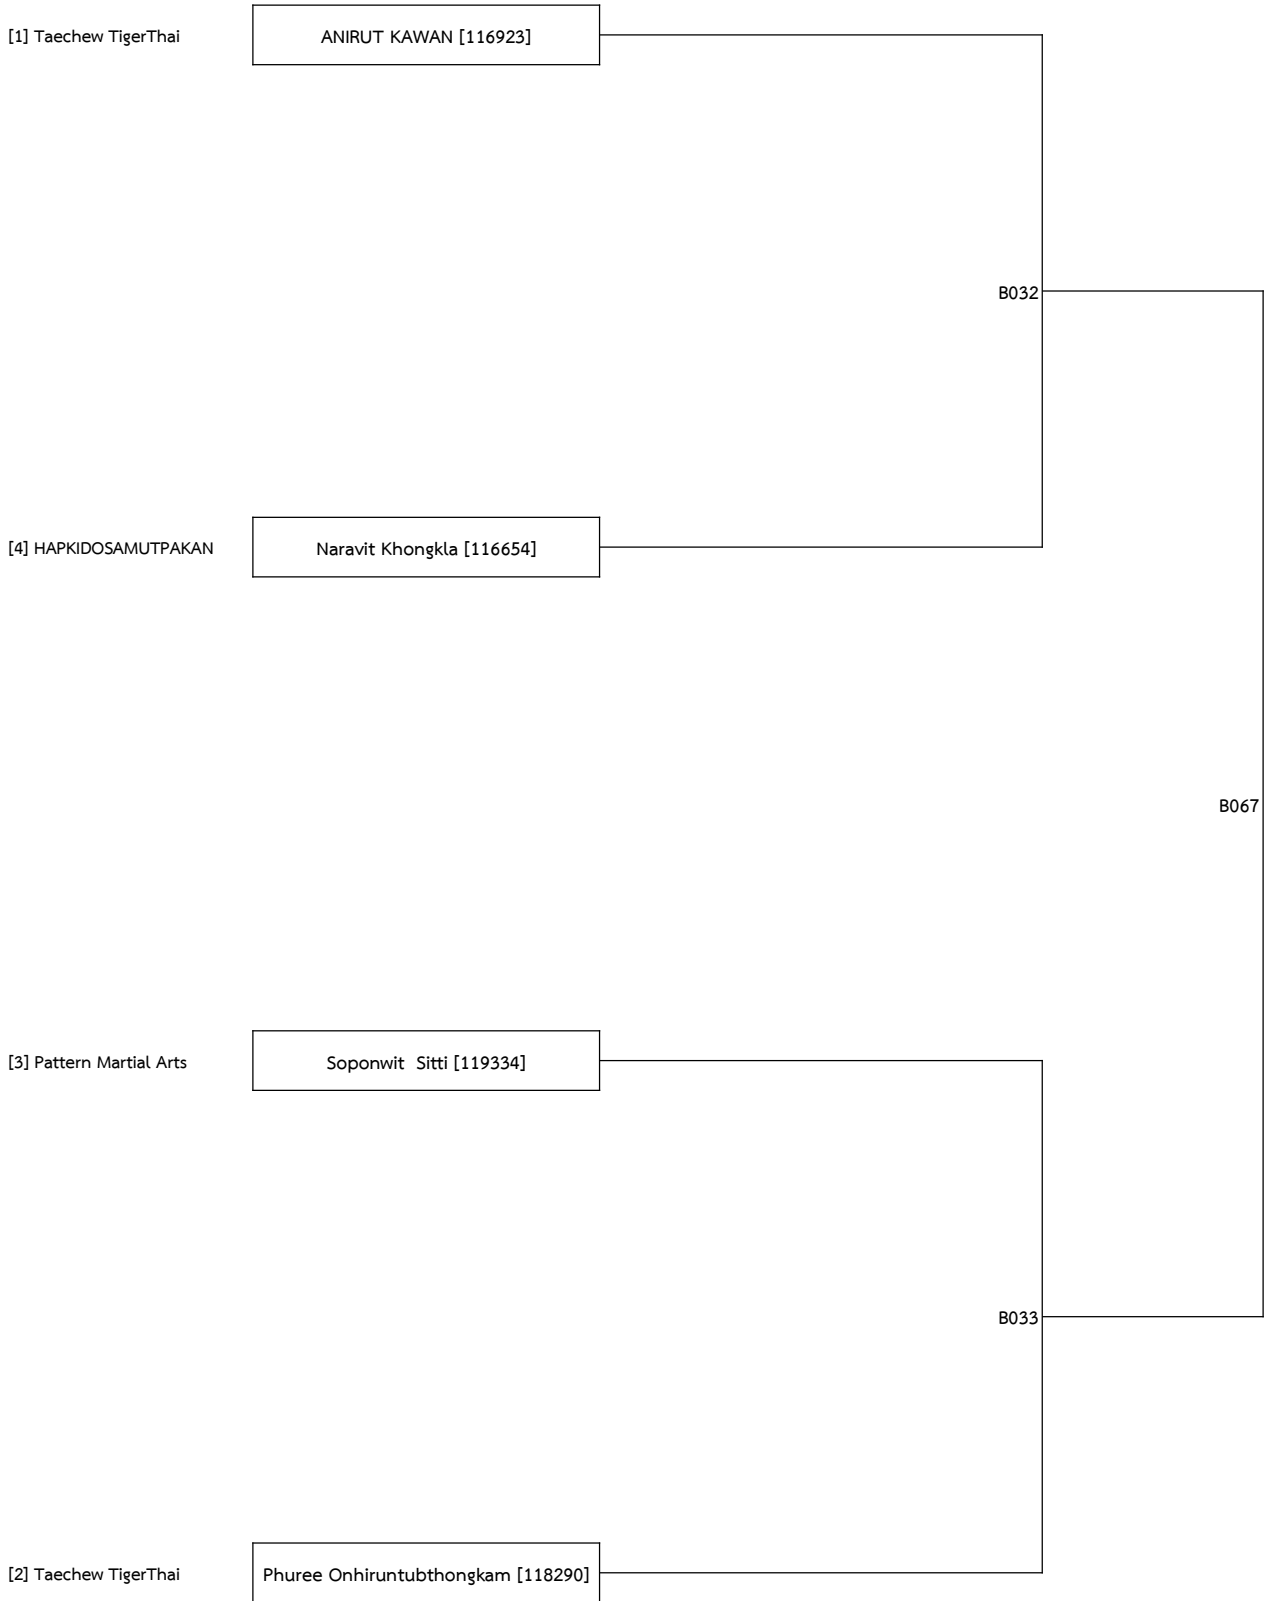 [1] Taechew TigerThai
ANIRUT KAWAN [116923]
B032
[4] HAPKIDOSAMUTPAKAN
Naravit Khongkla [116654]
B067
[3] Pattern Martial Arts
Soponwit  Sitti [119334]
B033
[2] Taechew TigerThai
Phuree Onhiruntubthongkam [118290]